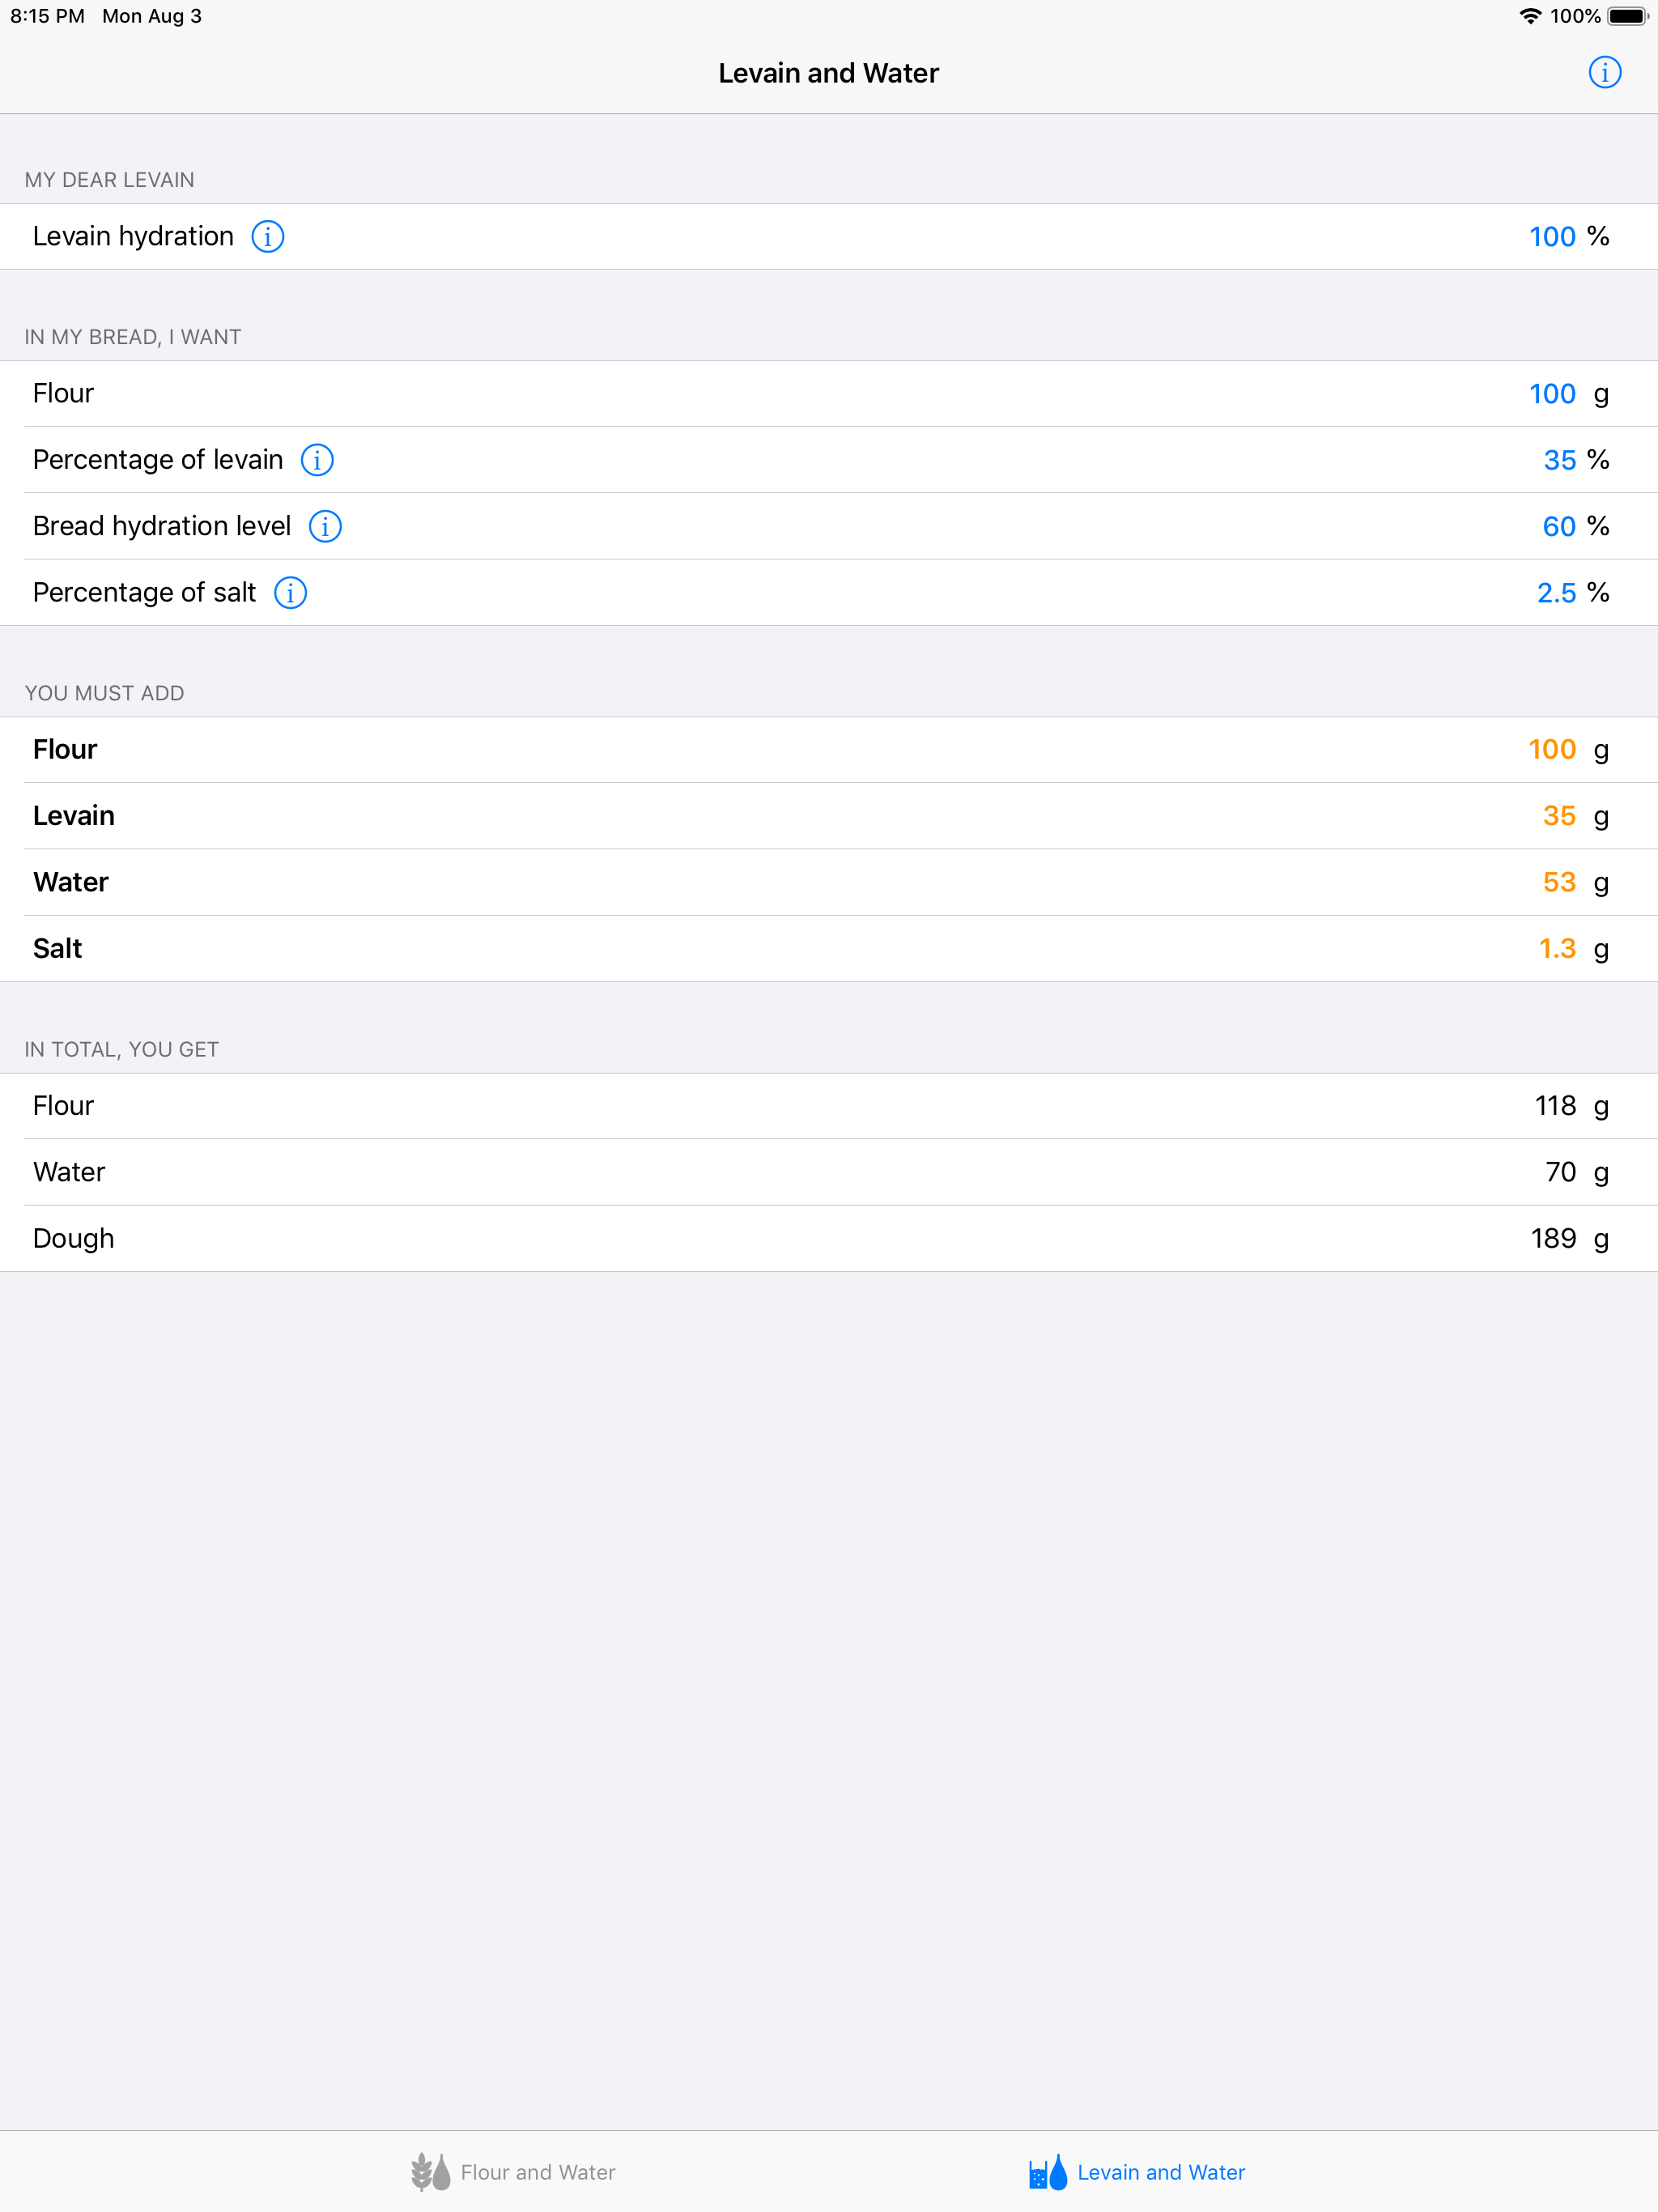 8:15 PM Mon Aug 3 100%
Levain and Water
MY DEAR LEVAIN
Levain hydration 100 %
IN MY BREAD, I WANT
Flour 100 g
Percentage of levain 35 %
Bread hydration level 60 %
Percentage of salt 2.5 %
YOU MUST ADD
Flour 100 g
Levain 35 g
Water 53 g
Salt 1.3 g
IN TOTAL, YOU GET
Flour 118 g
Water 70 g
Dough 189 g
Flour and Water Levain and Water